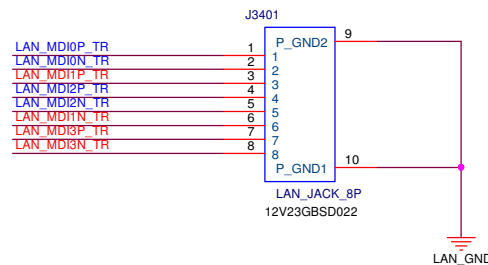 J3401
LAN_MDI0P_TR 1 1 P_GND2 9
LAN_MDI0N_TR 2 2
LAN_MDI1P_TR 3 3
LAN_MDI2P_TR 4 4
LAN_MDI2N_TR 5 5
LAN_MDI1N_TR 6 6
LAN_MDI3P_TR 7 7
LAN_MDI3N_TR 8 8 P_GND1 10
LAN_JACK_8P
12V23GBSD022
LAN_GND